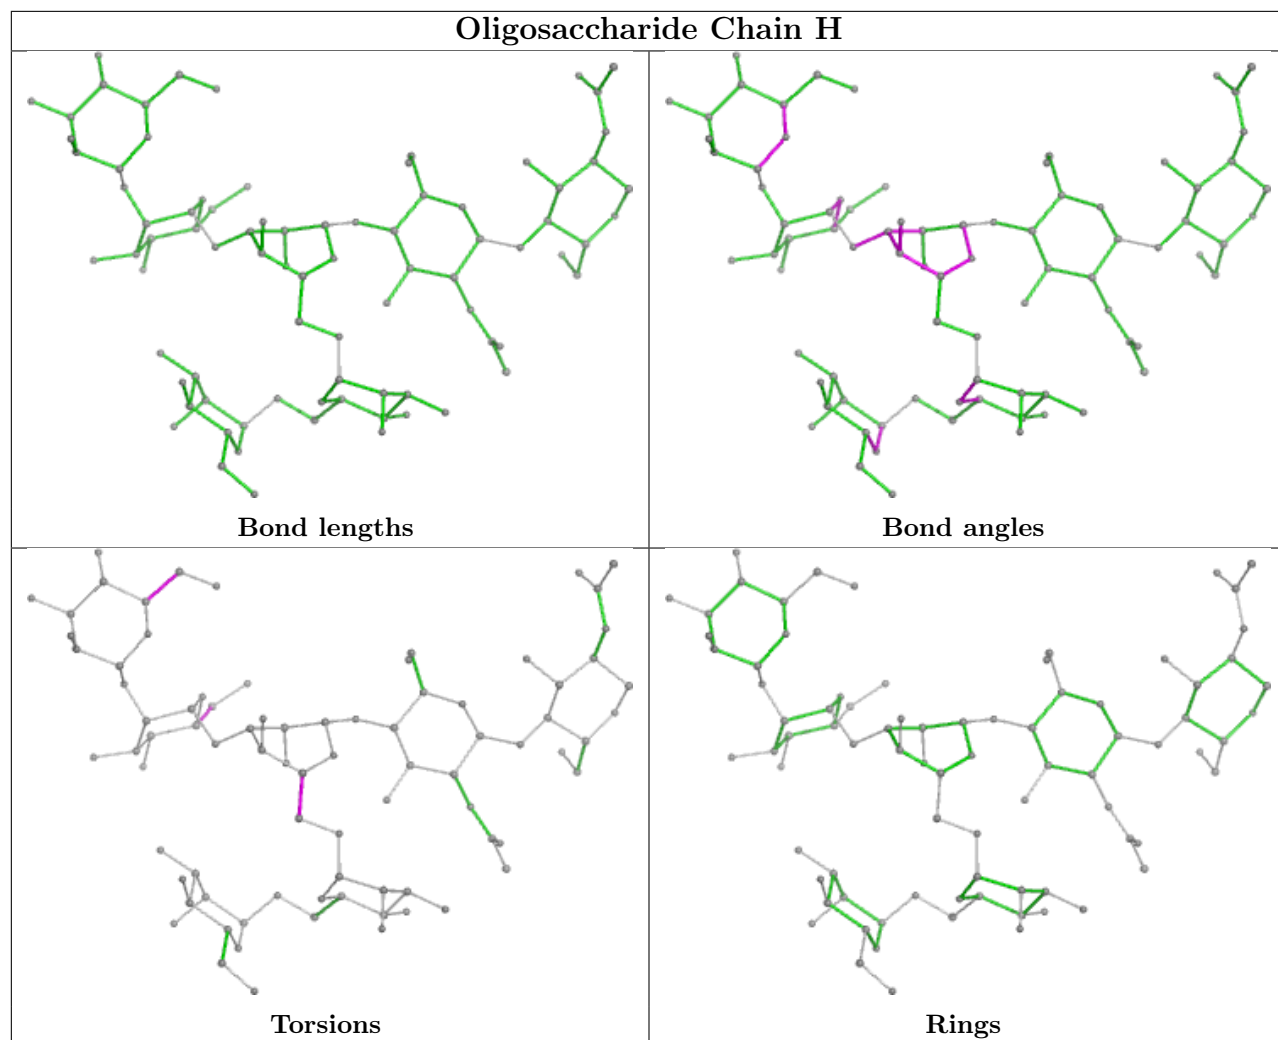 Oligosaccharide Chain H
Bond lengths
Bond angles
Torsions
Rings